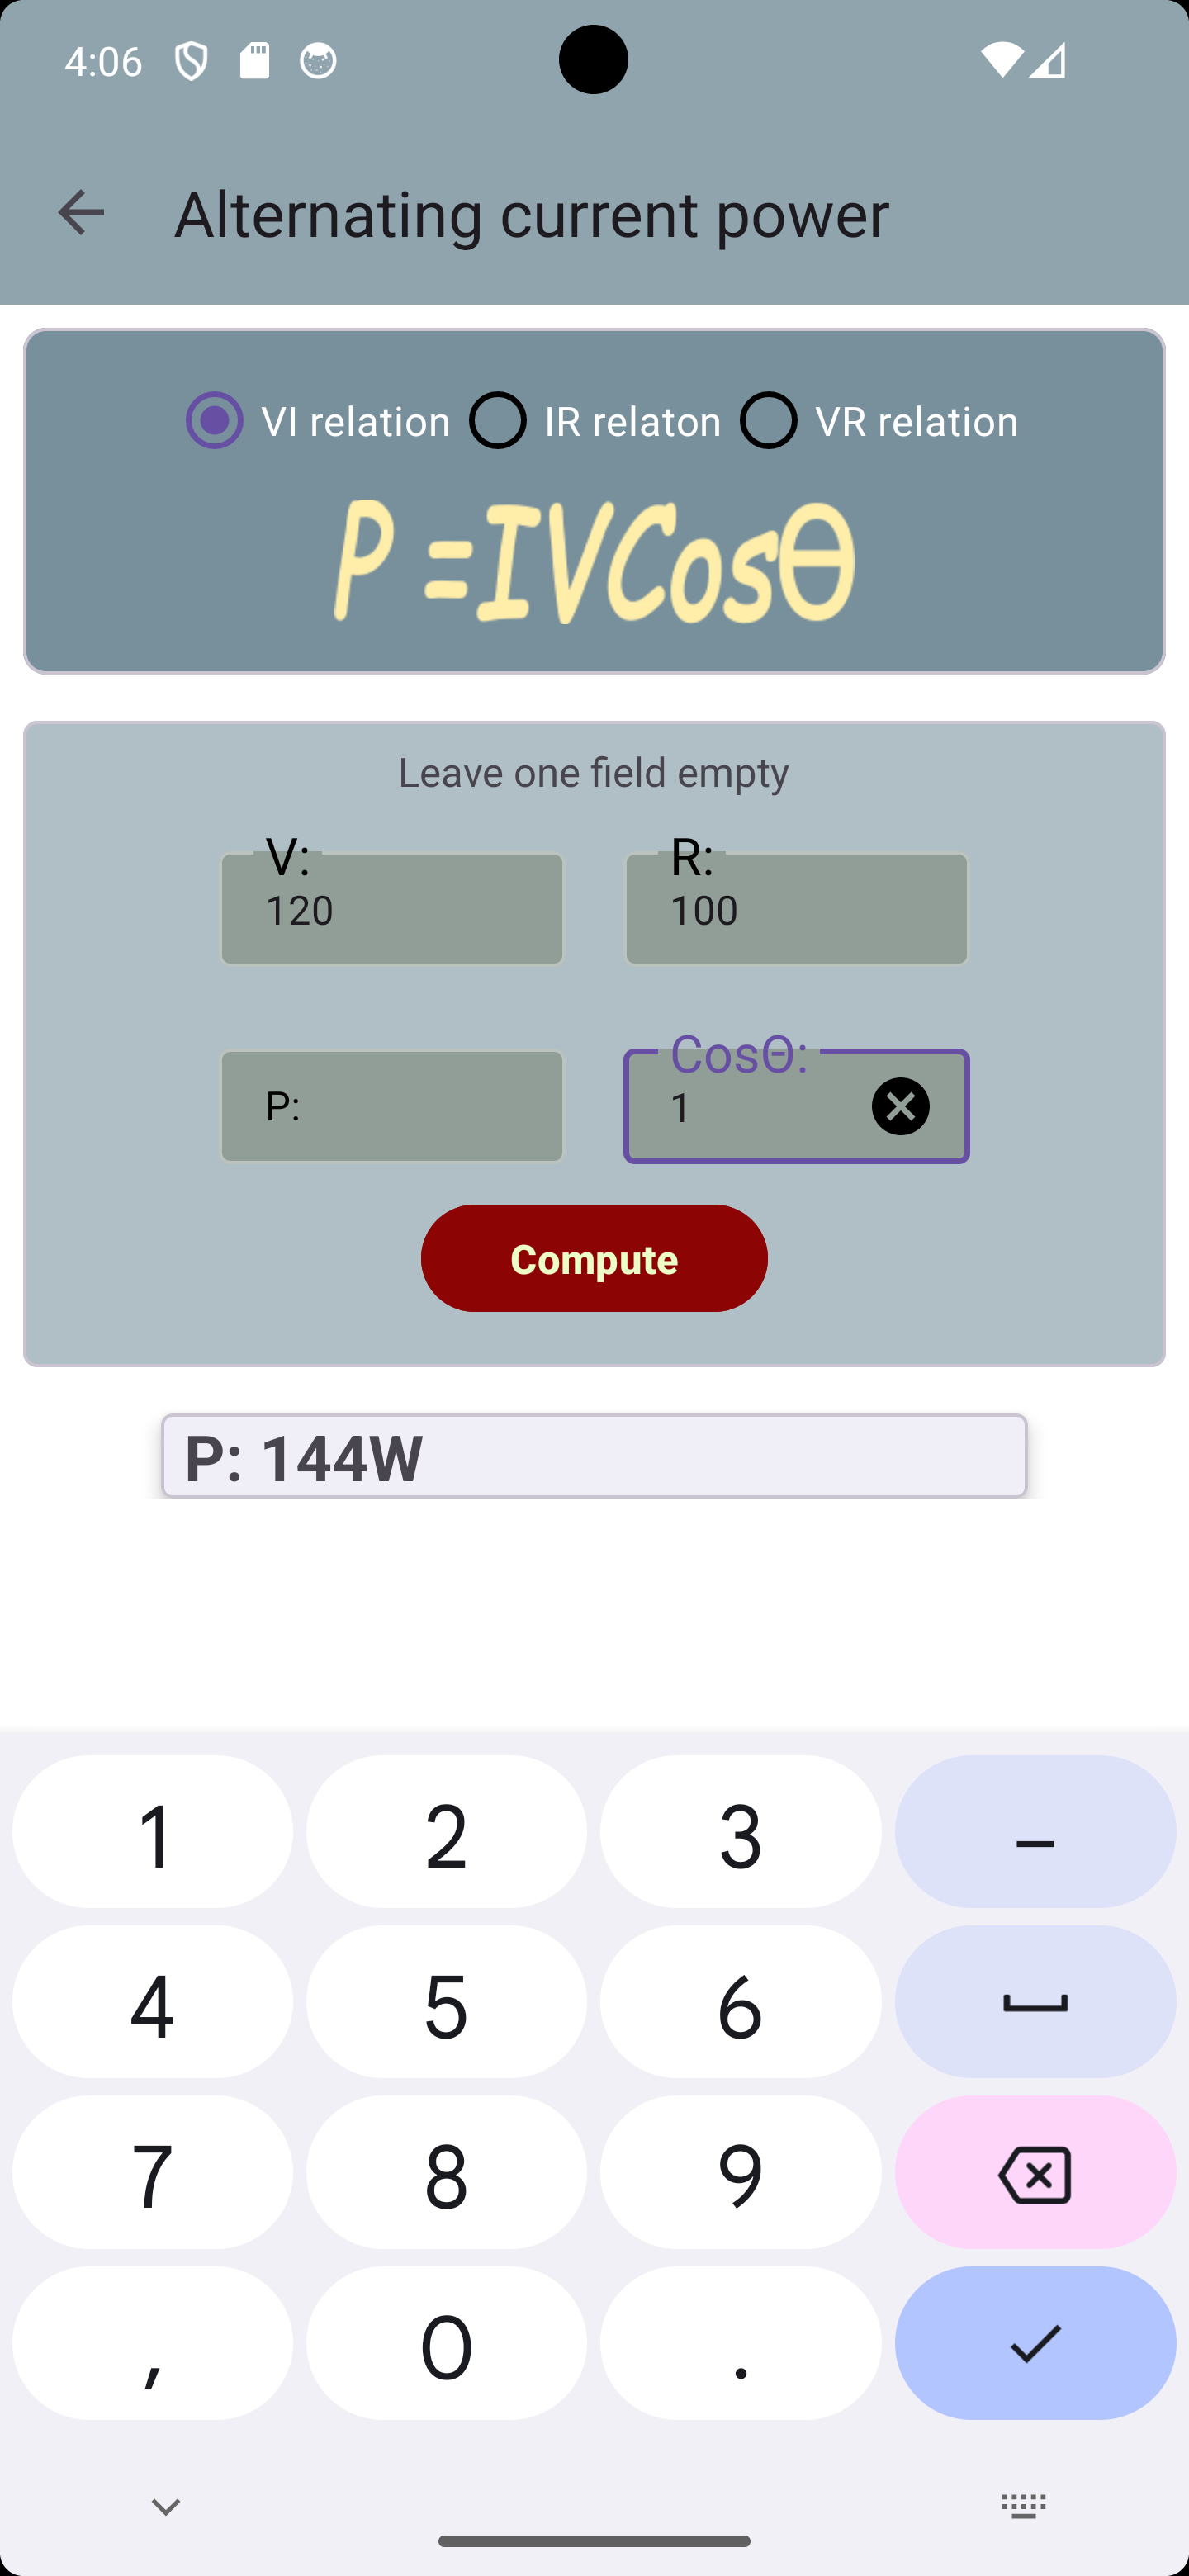 4:06
Alternating current power
VI relation IR relaton VR relation
P =IVCosΘ
Leave one field empty
V: R:
120 100
P: CosΘ:
1
Compute
P: 144W
1 2 3 –
4 5 6
7 8 9
, 0 .